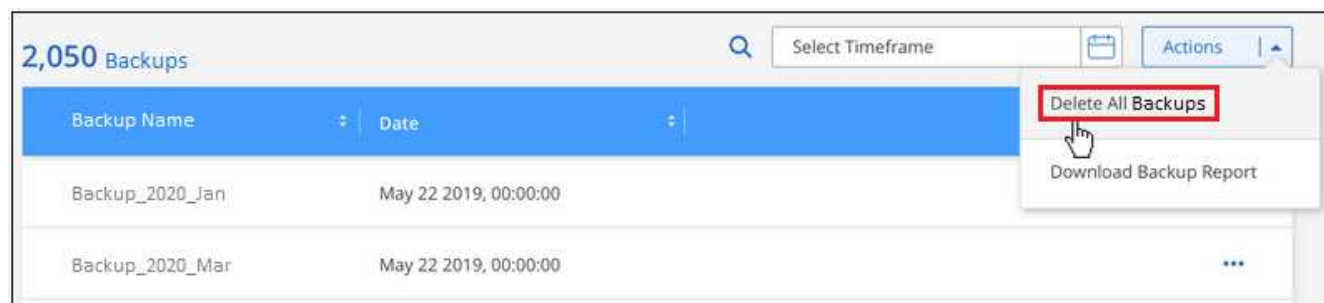 2,050 Backups
Select Timeframe
Actions
Delete All Backups
Download Backup Report
Backup Name
Date
Backup_2020_Jan
May 22 2019, 00:00:00
Backup_2020_Mar
May 22 2019, 00:00:00